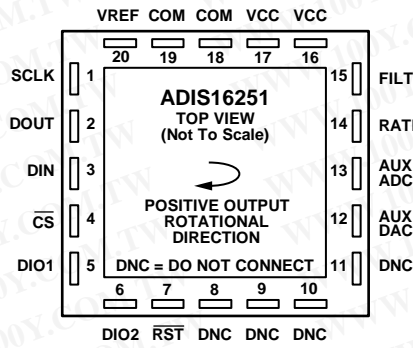 VREF COM COM VCC VCC
20 19 18 17 16
SCLK 1
DOUT 2
DIN 3
CS 4
DIO1 5
ADIS16251
TOP VIEW
(Not To Scale)
POSITIVE OUTPUT
ROTATIONAL
DIRECTION
DNC = DO NOT CONNECT
15 FILT
14 RATE
13 AUX
ADC
12 AUX
DAC
11 DNC
6 7 8 9 10
DIO2 RST DNC DNC DNC